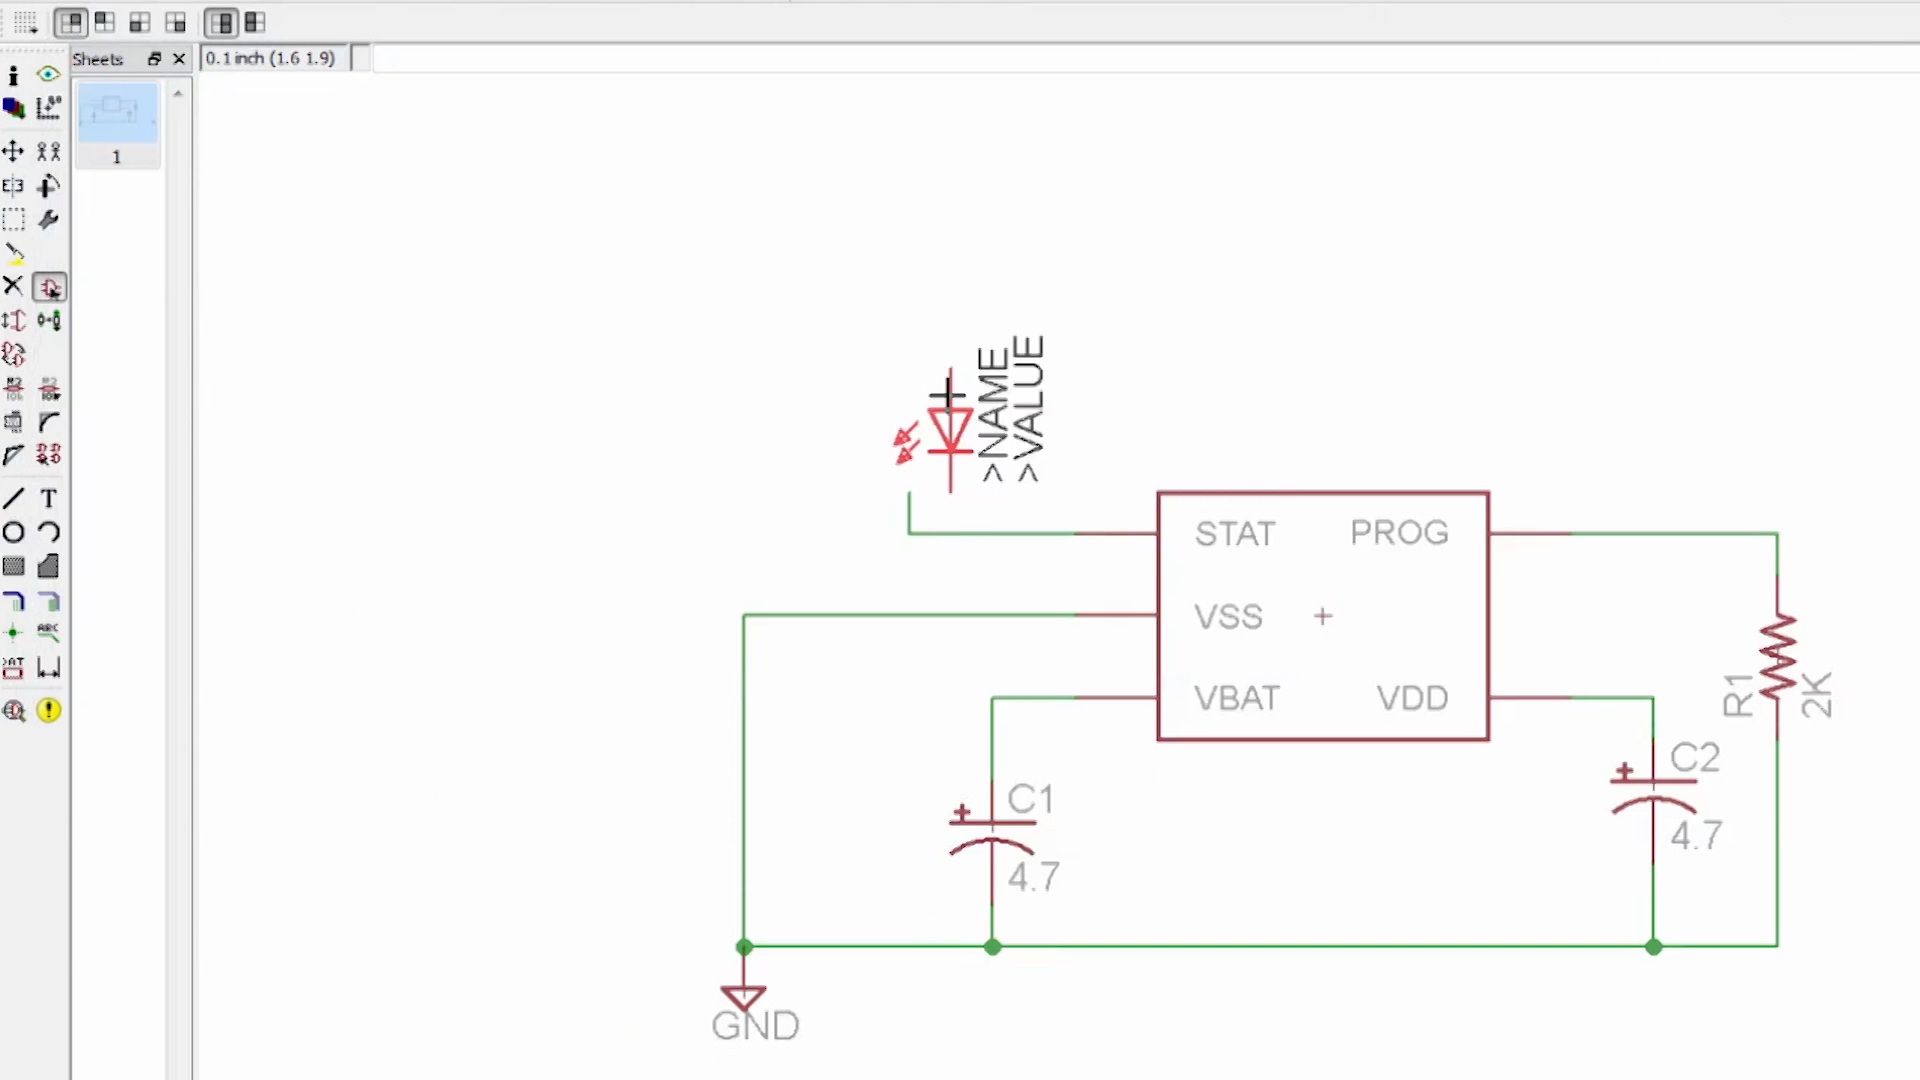 Sheets
0.1 inch (1.6 1.9)
1
>NAME
>VALUE
STAT
PROG
VSS
VBAT
VDD
R1
2K
C1
4.7
C2
4.7
GND
T
ABC